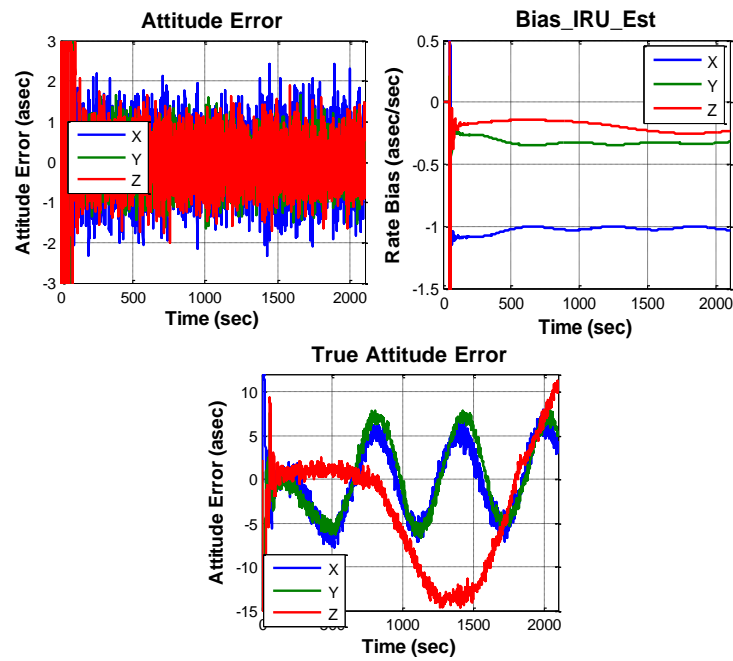 Attitude Error
Attitude Error (asec)
3
2
1
0
-1
-2
-3
X
Y
Z
0 500 1000 1500 2000
Time (sec)
Bias_IRU_Est
Rate Bias (asec/sec)
0.5
0
-0.5
-1
-1.5
X
Y
Z
0 500 1000 1500 2000
Time (sec)
True Attitude Error
Attitude Error (asec)
10
5
0
-5
-10
-15
X
Y
Z
0 500 1000 1500 2000
Time (sec)